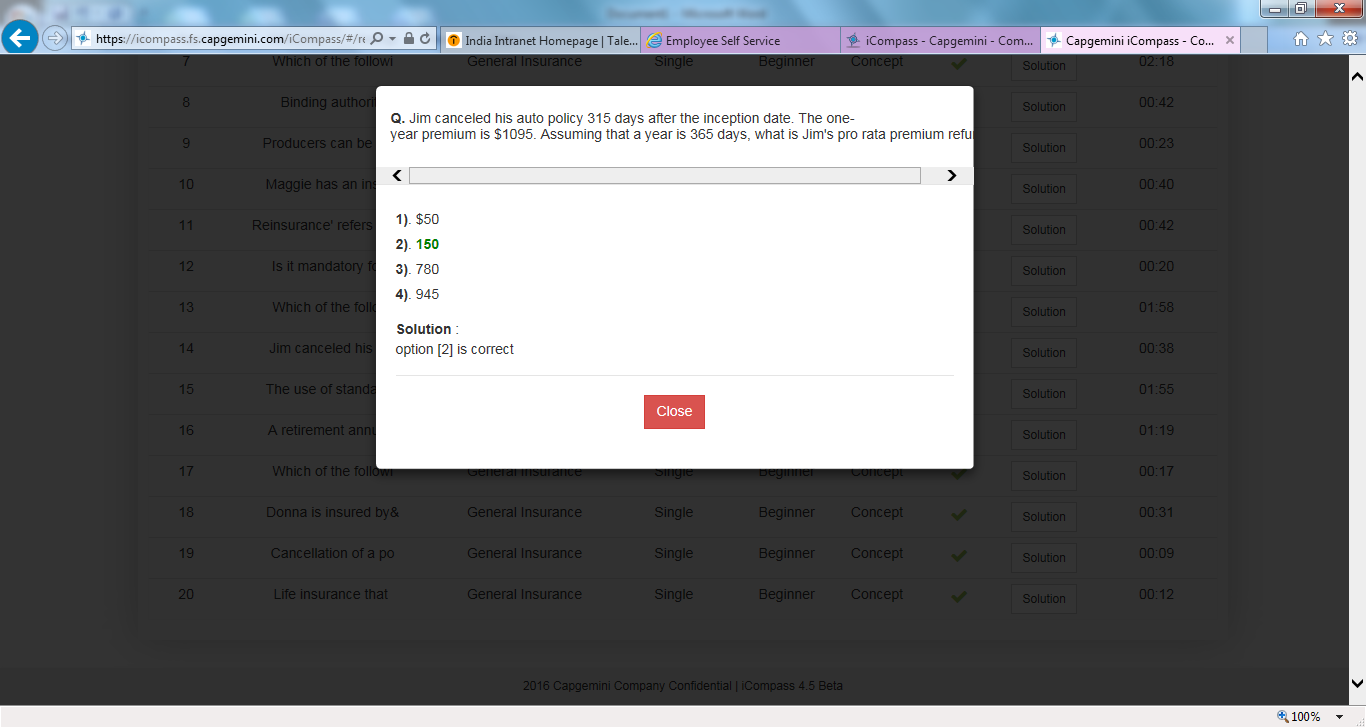 https://icompass.fs.capgemini.com/iCompass/#/re
India Intranet Homepage | Tale...
Employee Self Service
iCompass - Capgemini - Com...
Capgemini iCompass - Co...
7 Which of the followi General Insurance Single Beginner Concept Solution 02:18
8 Binding authorit Solution 00:42
9 Producers can be Solution 00:23
10 Maggie has an ins Solution 00:40
11 Reinsurance' refers Solution 00:42
12 Is it mandatory fo Solution 00:20
13 Which of the follo Solution 01:58
14 Jim canceled his Solution 00:38
15 The use of standa Solution 01:55
16 A retirement annu Solution 01:19
Q. Jim canceled his auto policy 315 days after the inception date. The one-
year premium is $1095. Assuming that a year is 365 days, what is Jim's pro rata premium refu
1). $50
2). 150
3). 780
4). 945
Solution :
option [2] is correct
Close
17 Which of the followi General Insurance Single Beginner Concept Solution 00:17
18 Donna is insured by& General Insurance Single Beginner Concept Solution 00:31
19 Cancellation of a po General Insurance Single Beginner Concept Solution 00:09
20 Life insurance that General Insurance Single Beginner Concept Solution 00:12
2016 Capgemini Company Confidential | iCompass 4.5 Beta
100%